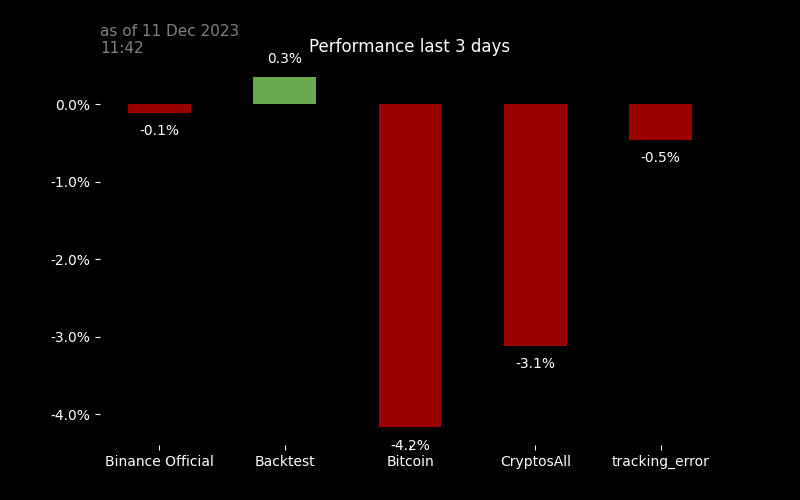 as of 11 Dec 2023
11:42
Performance last 3 days
0.3%
0.0%
-0.1%
-0.5%
-1.0%
-2.0%
-3.0%
-3.1%
-4.0%
-4.2%
Binance Official
Backtest
Bitcoin
CryptosAll
tracking_error